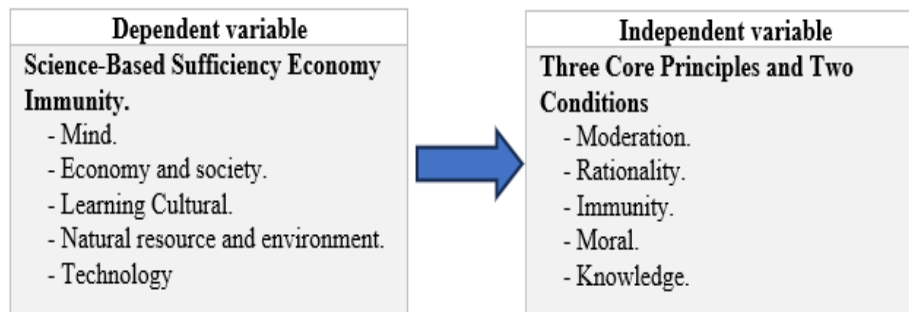 Dependent variable
Science-Based Sufficiency Economy
Immunity.
- Mind.
- Economy and society.
- Learning Cultural.
- Natural resource and environment.
- Technology
Independent variable
Three Core Principles and Two
Conditions
- Moderation.
- Rationality.
- Immunity.
- Moral.
- Knowledge.